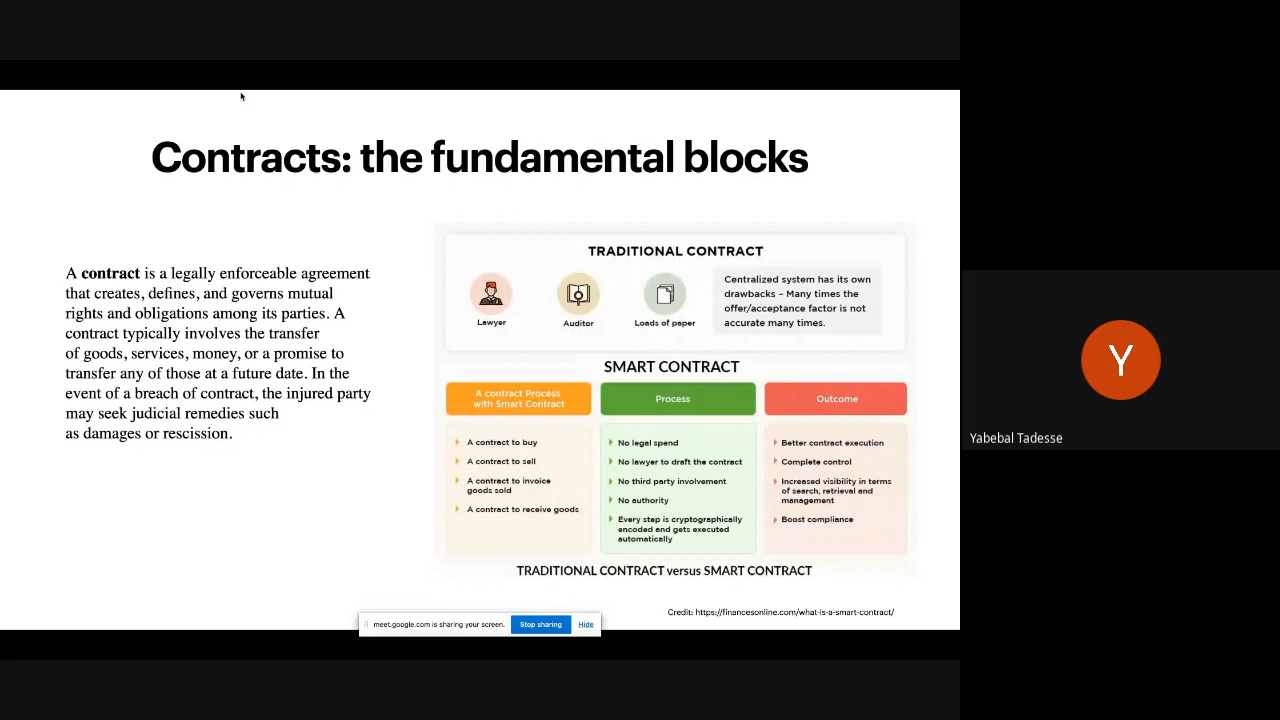 Contracts: the fundamental blocks
A contract is a legally enforceable agreement
that creates, defines, and governs mutual
rights and obligations among its parties. A
contract typically involves the transfer
of goods, services, money, or a promise to
transfer any of those at a future date. In the
event of a breach of contract, the injured party
may seek judicial remedies such
as damages or rescission.
TRADITIONAL CONTRACT
Lawyer
Auditor
Loads of paper
Centralized system has its own
drawbacks – Many times the
offer/acceptance factor is not
accurate many times.
SMART CONTRACT
A contract Process
with Smart Contract
A contract to buy
A contract to sell
A contract to invoice
goods sold
A contract to receive goods
Process
No legal spend
No lawyer to draft the contract
No third party involvement
No authority
Every step is cryptographically
encoded and gets executed
automatically
Outcome
Better contract execution
Complete control
Increased visibility in terms
of search, retrieval and
management
Boost compliance
TRADITIONAL CONTRACT versus SMART CONTRACT
Credit: https://financesonline.com/what-is-a-smart-contract/
meet.google.com is sharing your screen.
Stop sharing
Hide
Y
Yabebal Tadesse